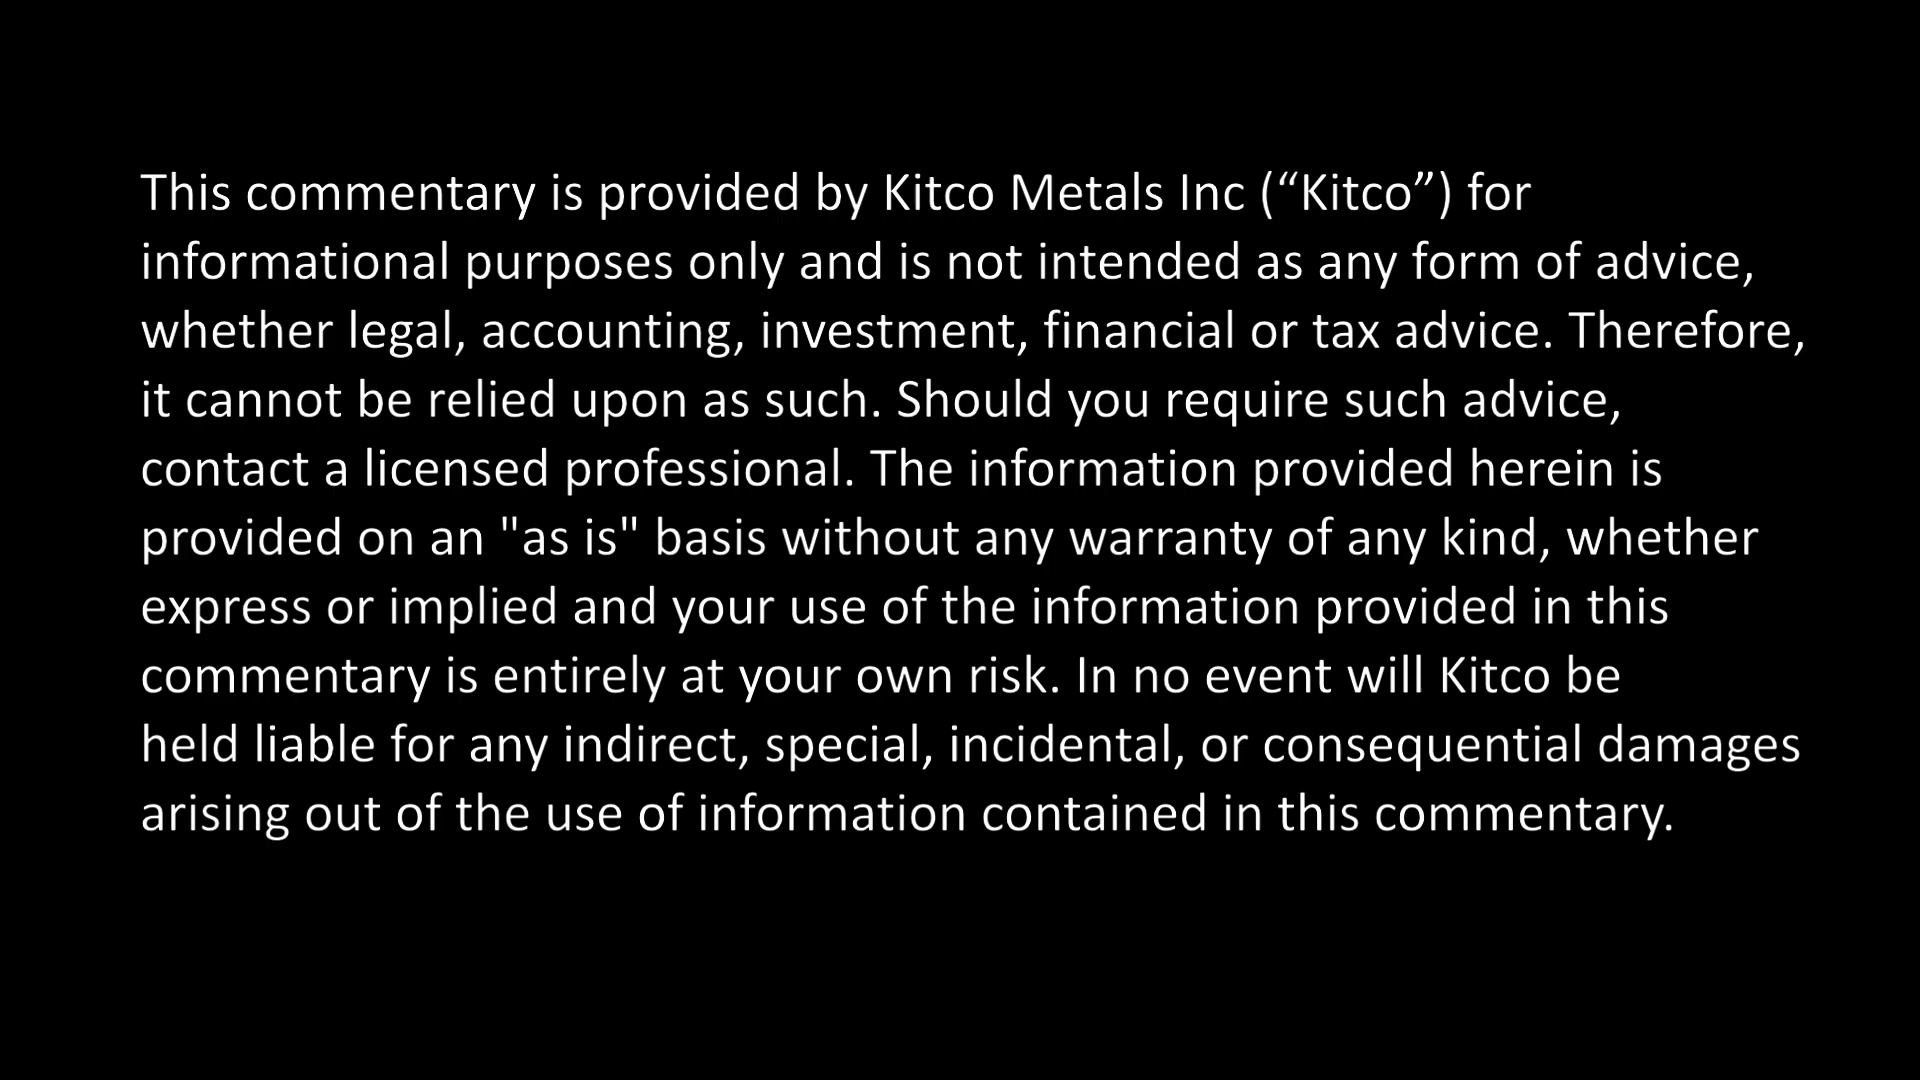 This commentary is provided by Kitco Metals Inc (“Kitco”) for
informational purposes only and is not intended as any form of advice,
whether legal, accounting, investment, financial or tax advice. Therefore,
it cannot be relied upon as such. Should you require such advice,
contact a licensed professional. The information provided herein is
provided on an "as is" basis without any warranty of any kind, whether
express or implied and your use of the information provided in this
commentary is entirely at your own risk. In no event will Kitco be
held liable for any indirect, special, incidental, or consequential damages
arising out of the use of information contained in this commentary.